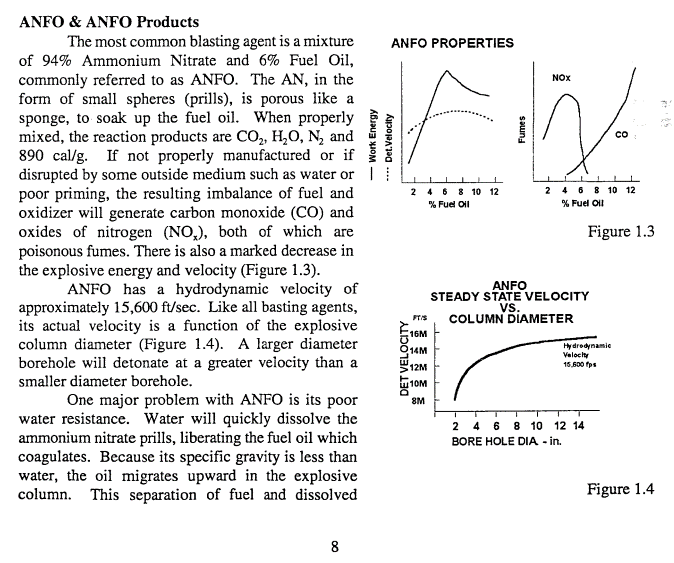 ANFO & ANFO Products
The most common blasting agent is a mixture
of 94% Ammonium Nitrate and 6% Fuel Oil,
commonly referred to as ANFO. The AN, in the
form of small spheres (prills), is porous like a
sponge, to soak up the fuel oil. When properly
mixed, the reaction products are CO₂, H₂O, N₂ and
890 cal/g. If not properly manufactured or if
disrupted by some outside medium such as water or
poor priming, the resulting imbalance of fuel and
oxidizer will generate carbon monoxide (CO) and
oxides of nitrogen (NOₓ), both of which are
poisonous fumes. There is also a marked decrease in
the explosive energy and velocity (Figure 1.3).
ANFO has a hydrodynamic velocity of
approximately 15,600 ft/sec. Like all basting agents,
its actual velocity is a function of the explosive
column diameter (Figure 1.4). A larger diameter
borehole will detonate at a greater velocity than a
smaller diameter borehole.
One major problem with ANFO is its poor
water resistance. Water will quickly dissolve the
ammonium nitrate prills, liberating the fuel oil which
coagulates. Because its specific gravity is less than
water, the oil migrates upward in the explosive
column. This separation of fuel and dissolved
ANFO PROPERTIES
Work Energy
Det.Velocity
2 4 6 8 10 12
% Fuel Oil
Fumes
NOx
CO
2 4 6 8 10 12
% Fuel Oil
Figure 1.3
ANFO
STEADY STATE VELOCITY
VS.
COLUMN DIAMETER
FT/S
DET VELOCITY
16M
14M
12M
10M
8M
Hydrodynamic
Velocity
15,600 fps
2 4 6 8 10 12 14
BORE HOLE DIA. - in.
Figure 1.4
8